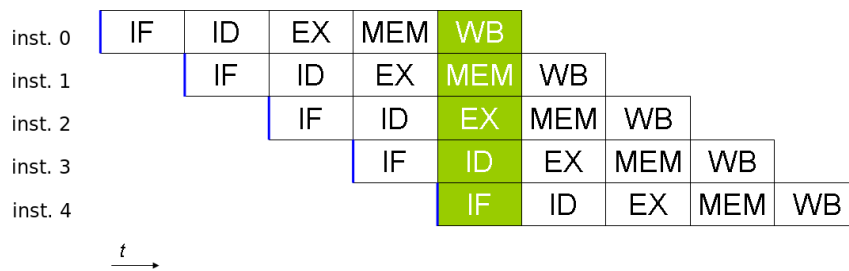 inst. 0 IF ID EX MEM WB
inst. 1 IF ID EX MEM WB
inst. 2 IF ID EX MEM WB
inst. 3 IF ID EX MEM WB
inst. 4 IF ID EX MEM WB
t